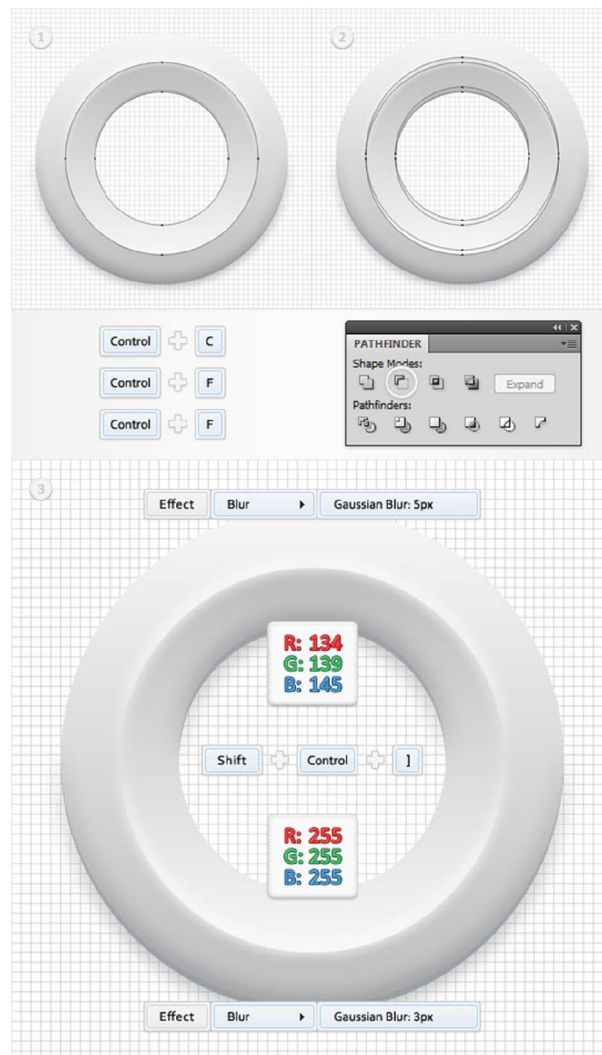 1
2
Control + C
Control + F
Control + F
PATHFINDER
Shape Modes:
Expand
Pathfinders:
3
Effect Blur Gaussian Blur: 5px
R: 134
G: 139
B: 145
Shift + Control + ]
R: 255
G: 255
B: 255
Effect Blur Gaussian Blur: 3px